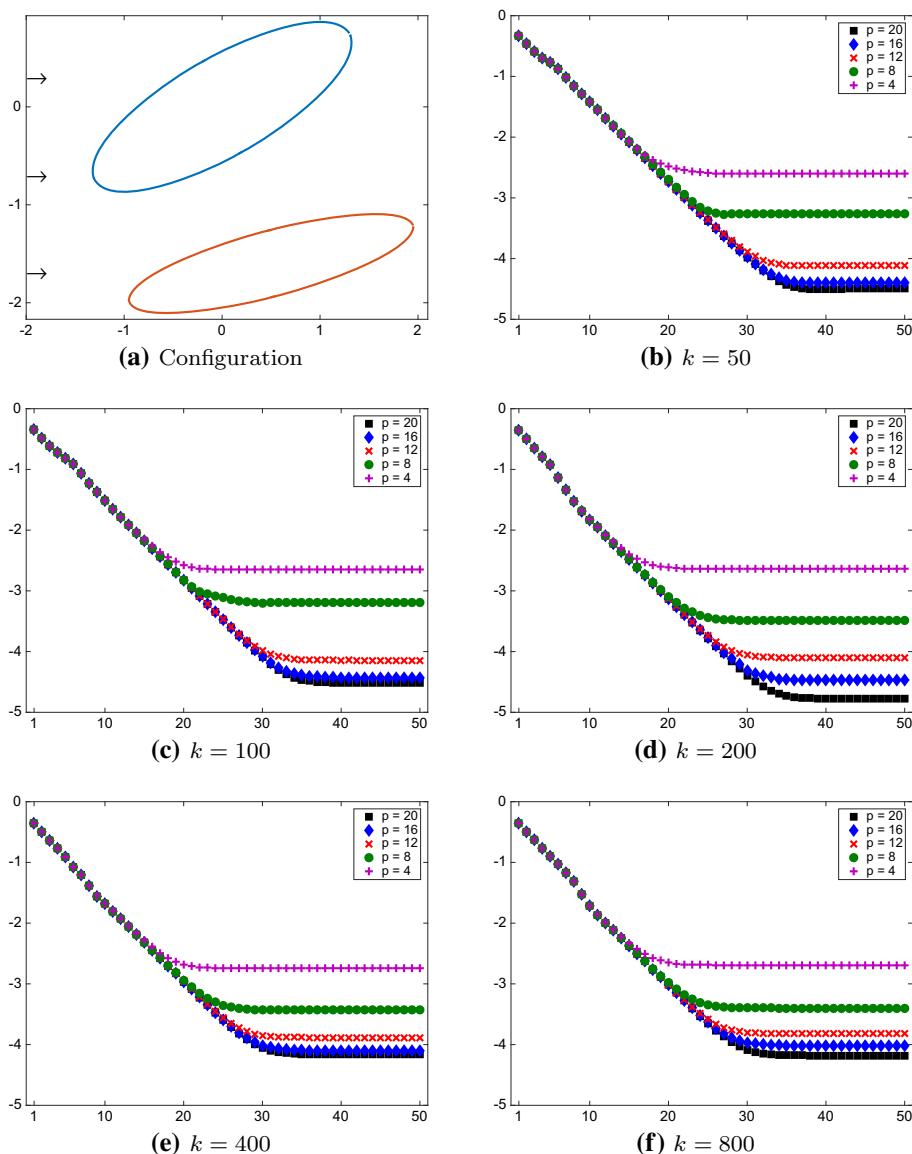 0
-1
-2
-2 -1 0 1 2
(a) Configuration
0
-1
-2
-3
-4
-5
1 10 20 30 40 50
p = 20
p = 16
p = 12
p = 8
p = 4
(b) k = 50
0
-1
-2
-3
-4
-5
1 10 20 30 40 50
p = 20
p = 16
p = 12
p = 8
p = 4
(c) k = 100
0
-1
-2
-3
-4
-5
1 10 20 30 40 50
p = 20
p = 16
p = 12
p = 8
p = 4
(d) k = 200
0
-1
-2
-3
-4
-5
1 10 20 30 40 50
p = 20
p = 16
p = 12
p = 8
p = 4
(e) k = 400
0
-1
-2
-3
-4
-5
1 10 20 30 40 50
p = 20
p = 16
p = 12
p = 8
p = 4
(f) k = 800